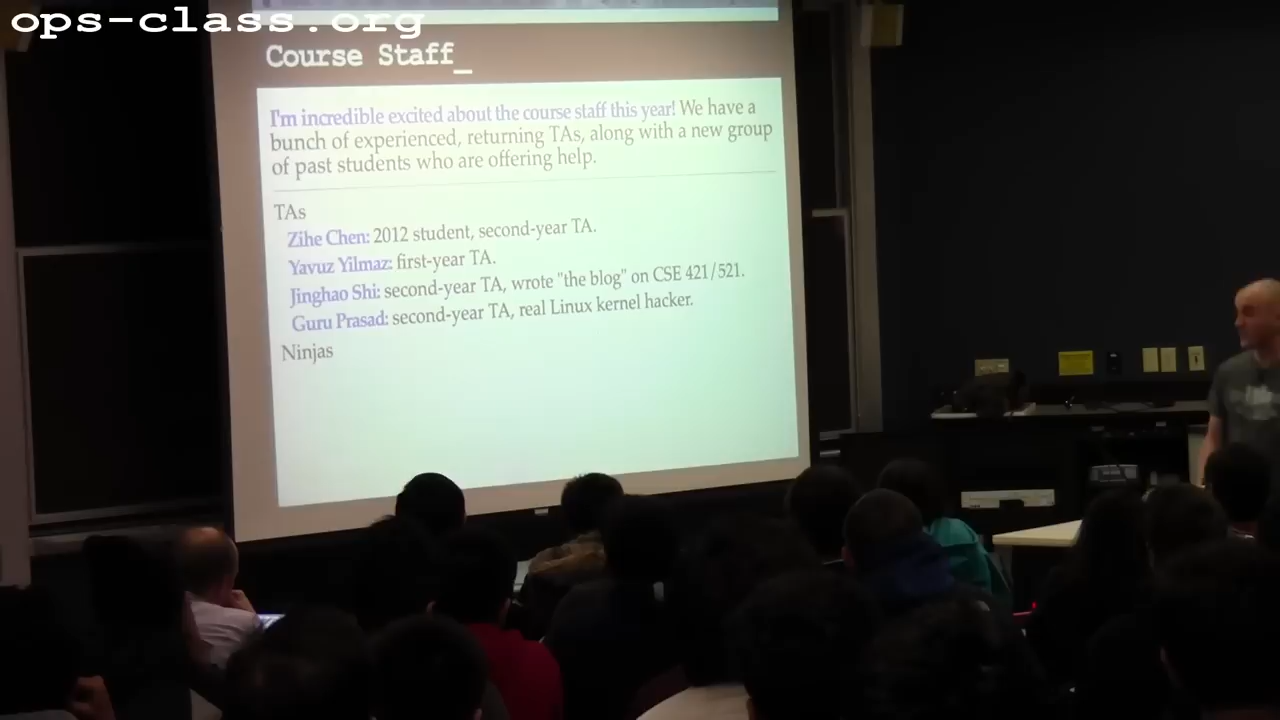 ops-class.org
Course Staff_
I'm incredible excited about the course staff this year! We have a
bunch of experienced, returning TAs, along with a new group
of past students who are offering help.
TAs
Zihe Chen: 2012 student, second-year TA.
Yavuz Yilmaz: first-year TA.
Jinghao Shi: second-year TA, wrote "the blog" on CSE 421/521.
Guru Prasad: second-year TA, real Linux kernel hacker.
Ninjas